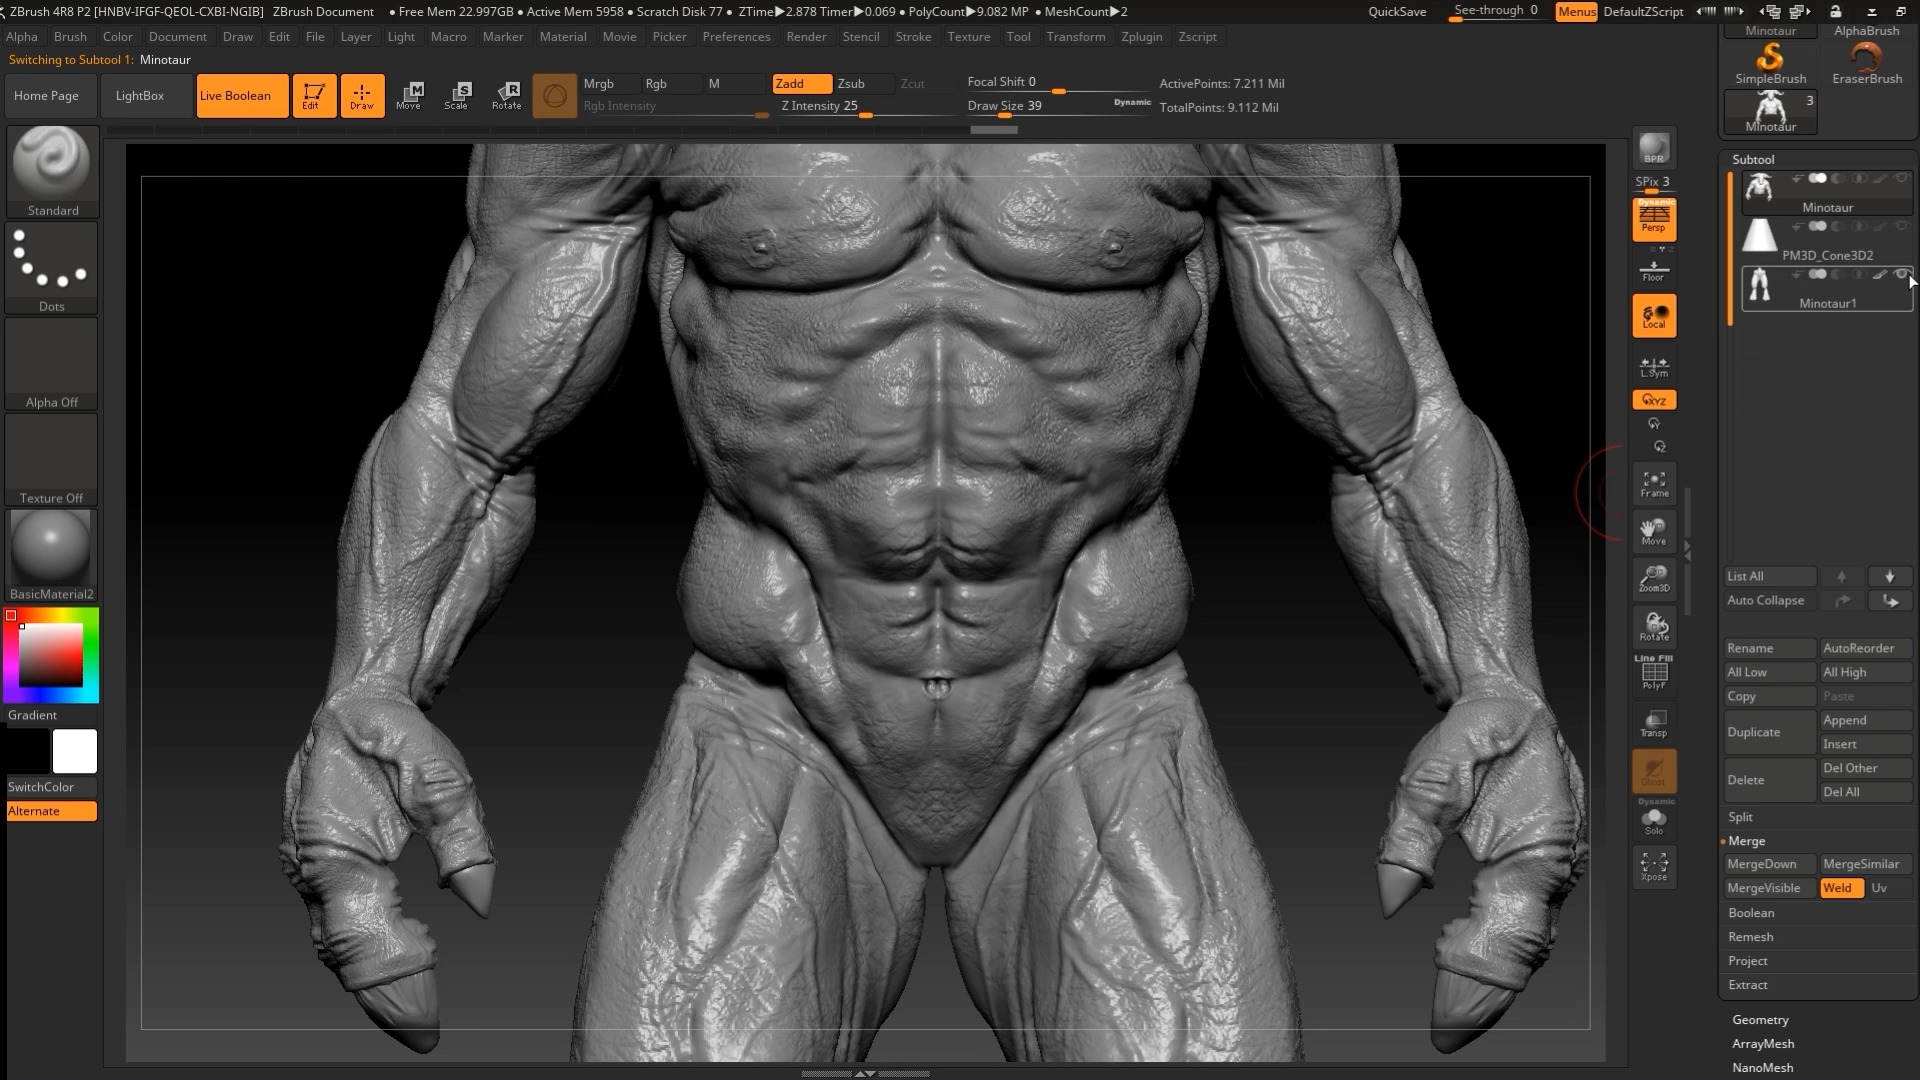 ZBrush 4R8 P2 [HNBV-IFGF-QEOL-CXBI-NGIB] ZBrush Document ● Free Mem 22.997GB ● Active Mem 5958 ● Scratch Disk 77 ● ZTime▶2.878 Timer▶0.069 ● PolyCount▶9.082 MP ● MeshCount▶2 QuickSave See-through 0 Menus DefaultZScript
Alpha Brush Color Document Draw Edit File Layer Light Macro Marker Material Movie Picker Preferences Render Stencil Stroke Texture Tool Transform Zplugin Zscript
Switching to Subtool 1: Minotaur
Home Page LightBox Live Boolean Edit Draw Move Scale Rotate
M S R
Mrgb Rgb M Zadd Zsub Zcut
Rgb Intensity Z Intensity 25
Focal Shift 0
Draw Size 39 Dynamic
ActivePoints: 7.211 Mil
TotalPoints: 9.112 Mil
Standard
Dots
Alpha Off
Texture Off
BasicMaterial2
Gradient
SwitchColor
Alternate
BPR
SPix 3
Dynamic
Persp
Floor
Local
L.Sym
XYZ
Y
Z
Frame
Move
Zoom3D
Rotate
Line Fill
PolyF
Transp
Ghost
Dynamic
Solo
Xpose
Minotaur AlphaBrush
SimpleBrush EraserBrush
3
Minotaur
Subtool
Minotaur
PM3D_Cone3D2
Minotaur1
List All
Auto Collapse
Rename AutoReorder
All Low All High
Copy Paste
Duplicate Append
Insert
Delete Del Other
Del All
Split
Merge
MergeDown MergeSimilar
MergeVisible Weld Uv
Boolean
Remesh
Project
Extract
Geometry
ArrayMesh
NanoMesh